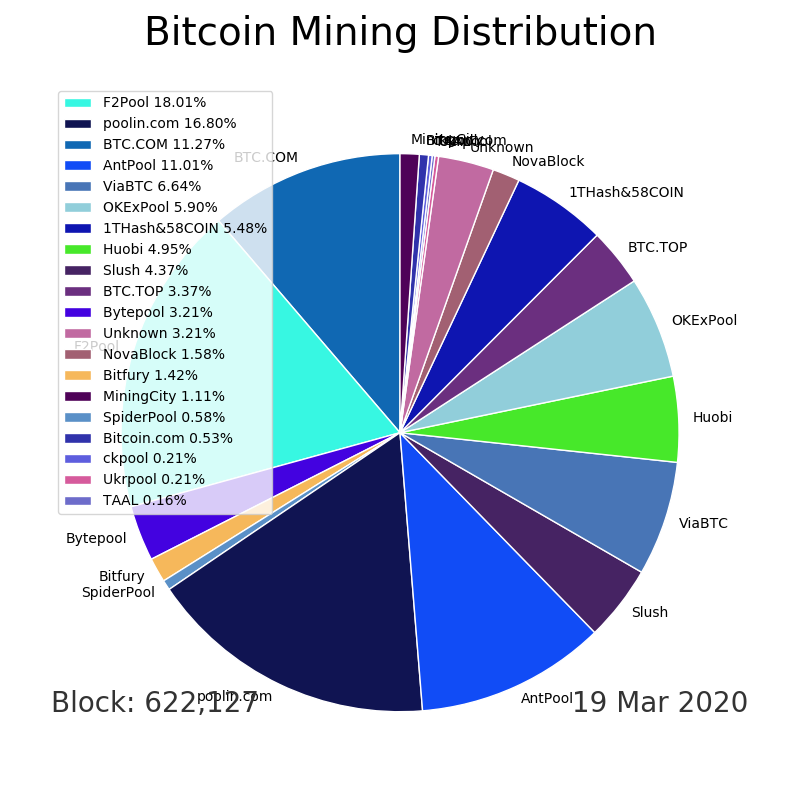 Bitcoin Mining Distribution
F2Pool 18.01%
poolin.com 16.80%
BTC.COM 11.27%
AntPool 11.01%
ViaBTC 6.64%
OKExPool 5.90%
1THash&58COIN 5.48%
Huobi 4.95%
Slush 4.37%
BTC.TOP 3.37%
Bytepool 3.21%
Unknown 3.21%
NovaBlock 1.58%
Bitfury 1.42%
MiningCity 1.11%
SpiderPool 0.58%
Bitcoin.com 0.53%
ckpool 0.21%
Ukrpool 0.21%
TAAL 0.16%
BTC.COM
F2Pool
Bytepool
Bitfury
SpiderPool
poolin.com
AntPool
Slush
ViaBTC
Huobi
OKExPool
BTC.TOP
1THash&58COIN
NovaBlock
Unknown
MiningCity
Block: 622,127
19 Mar 2020